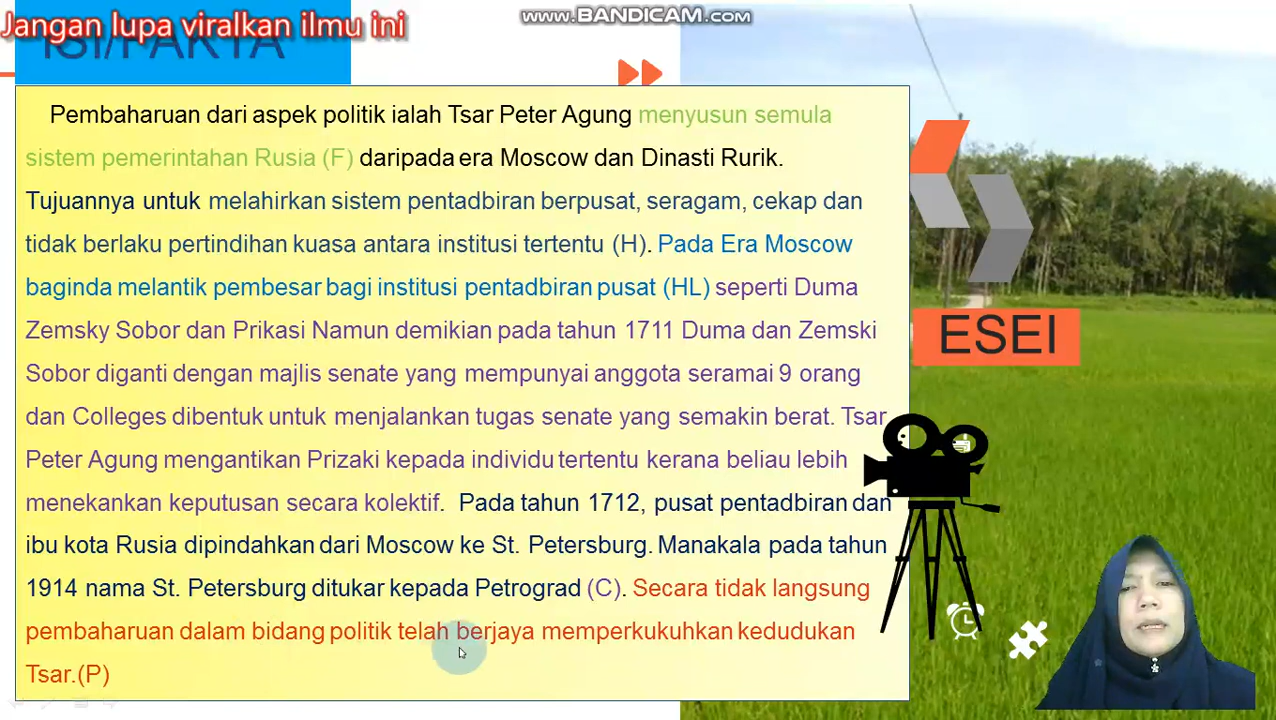 Jangan lupa viralkan ilmu ini
www.BANDICAM.com
ISI/FAKTA
Pembaharuan dari aspek politik ialah Tsar Peter Agung menyusun semula
sistem pemerintahan Rusia (F) daripada era Moscow dan Dinasti Rurik.
Tujuannya untuk melahirkan sistem pentadbiran berpusat, seragam, cekap dan
tidak berlaku pertindihan kuasa antara institusi tertentu (H). Pada Era Moscow
baginda melantik pembesar bagi institusi pentadbiran pusat (HL) seperti Duma
Zemsky Sobor dan Prikasi Namun demikian pada tahun 1711 Duma dan Zemski
Sobor diganti dengan majlis senate yang mempunyai anggota seramai 9 orang
dan Colleges dibentuk untuk menjalankan tugas senate yang semakin berat. Tsar
Peter Agung mengantikan Prizaki kepada individu tertentu kerana beliau lebih
menekankan keputusan secara kolektif. Pada tahun 1712, pusat pentadbiran dan
ibu kota Rusia dipindahkan dari Moscow ke St. Petersburg. Manakala pada tahun
1914 nama St. Petersburg ditukar kepada Petrograd (C). Secara tidak langsung
pembaharuan dalam bidang politik telah berjaya memperkukuhkan kedudukan
Tsar.(P)
ESEI